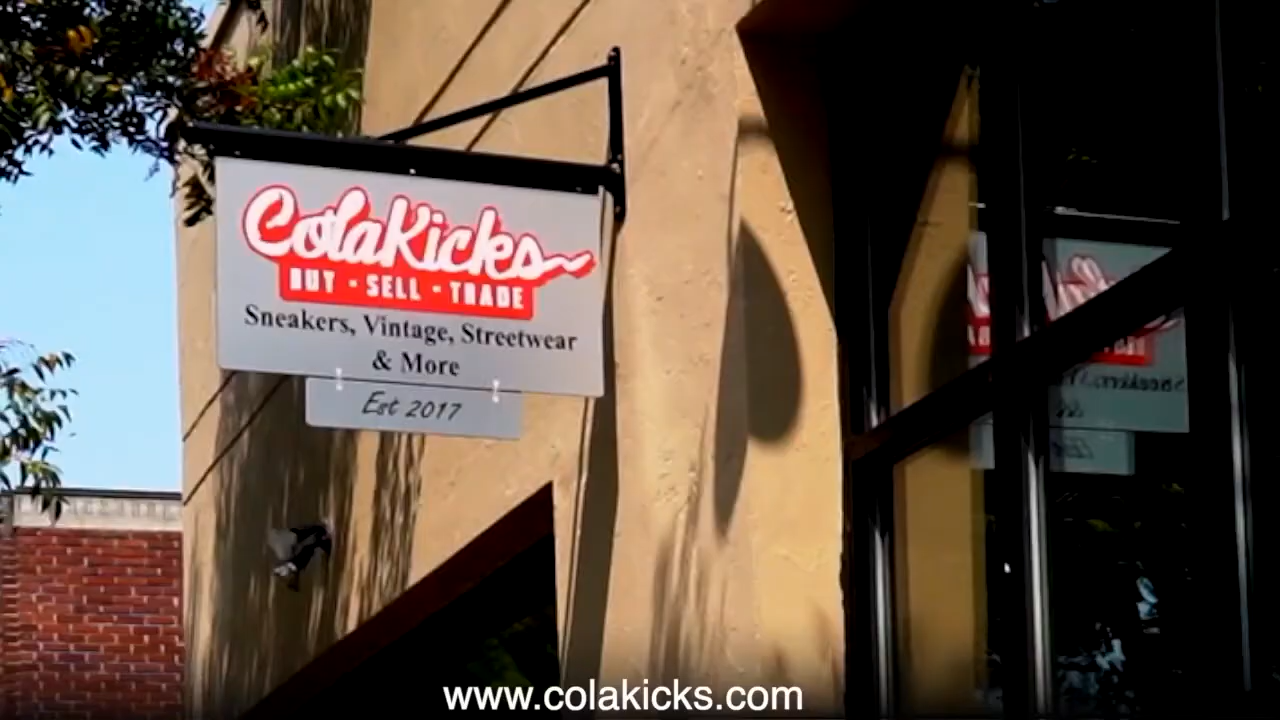 ColaKicks
BUY - SELL - TRADE
Sneakers, Vintage, Streetwear
& More
Est 2017
www.colakicks.com